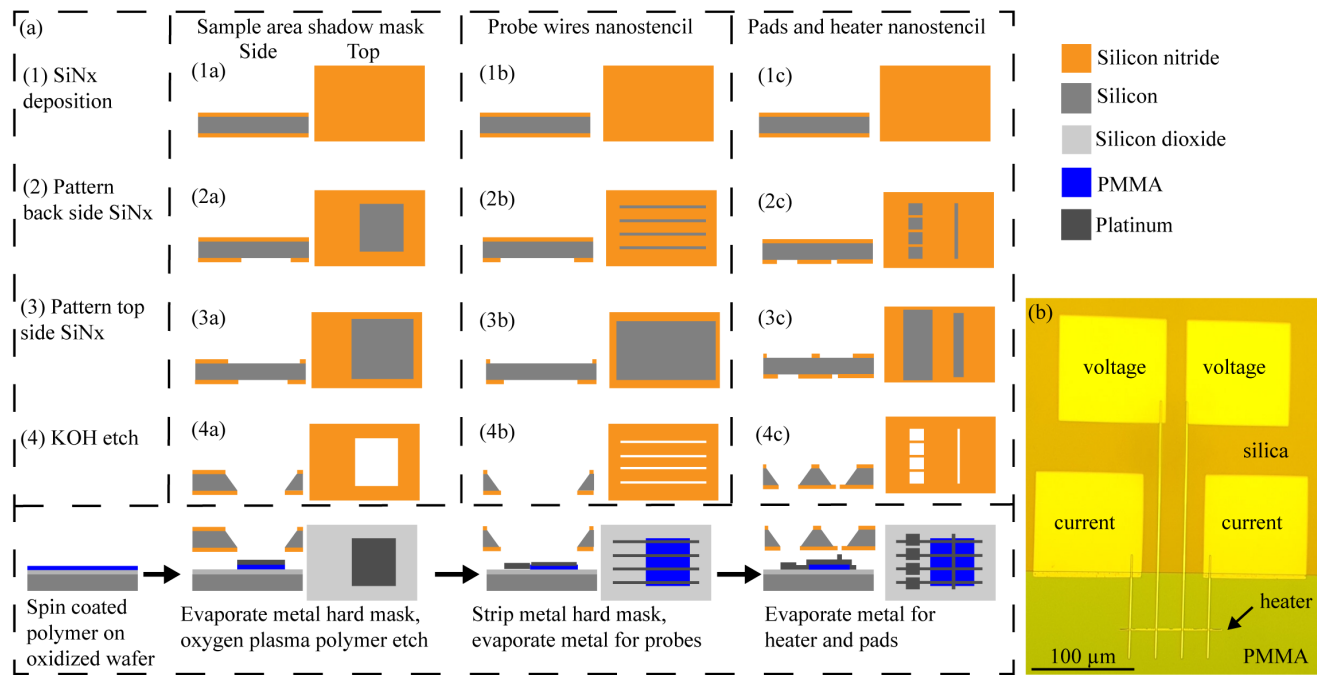 (a)
Sample area shadow mask
Side
Top
Probe wires nanostencil
Pads and heater nanostencil
(1) SiNx
deposition
(1a)
(1b)
(1c)
(2) Pattern
back side SiNx
(2a)
(2b)
(2c)
(3) Pattern top
side SiNx
(3a)
(3b)
(3c)
(4) KOH etch
(4a)
(4b)
(4c)
Spin coated
polymer on
oxidized wafer
Evaporate metal hard mask,
oxygen plasma polymer etch
Strip metal hard mask,
evaporate metal for probes
Evaporate metal for
heater and pads
Silicon nitride
Silicon
Silicon dioxide
PMMA
Platinum
(b)
voltage
voltage
silica
current
current
heater
100 µm
PMMA